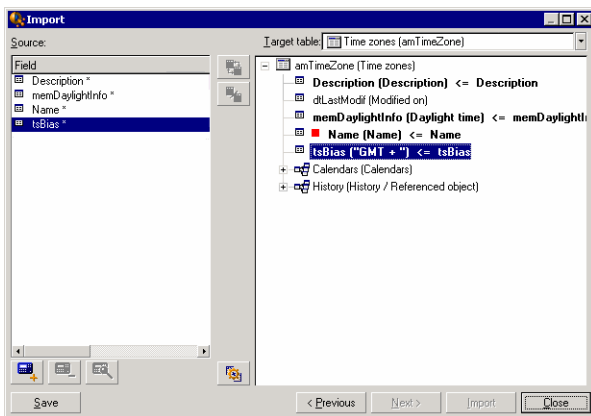 Import
Source:
Target table: Time zones (amTimeZone)
Field
Description *
memDaylightInfo *
Name *
tsBias *
amTimeZone (Time zones)
Description (Description) <= Description
dtLastModif (Modified on)
memDaylightInfo (Daylight time) <= memDaylightI
Name (Name) <= Name
tsBias ("GMT + ") <= tsBias
Calendars (Calendars)
History (History / Referenced object)
Save
< Previous
Next >
Import
Close